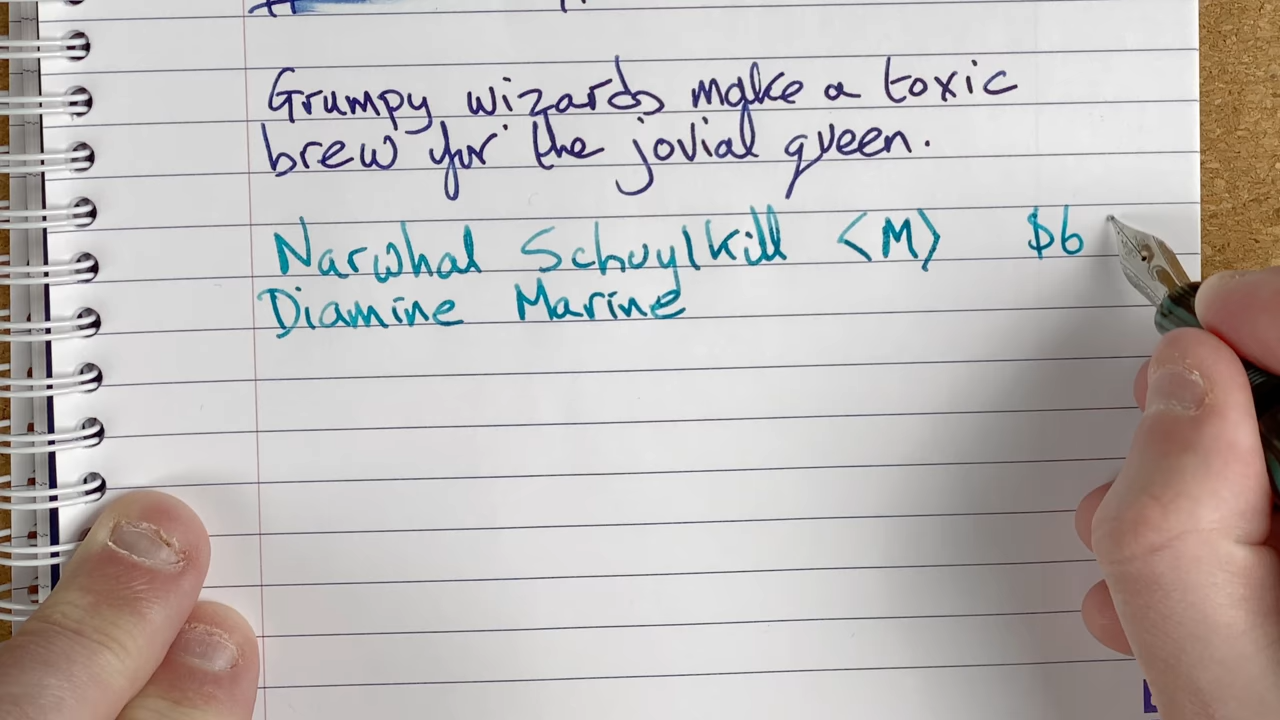 Grumpy wizards make a toxic
brew for the jovial queen.
Narwhal Schuylkill <M> $6
Diamine Marine